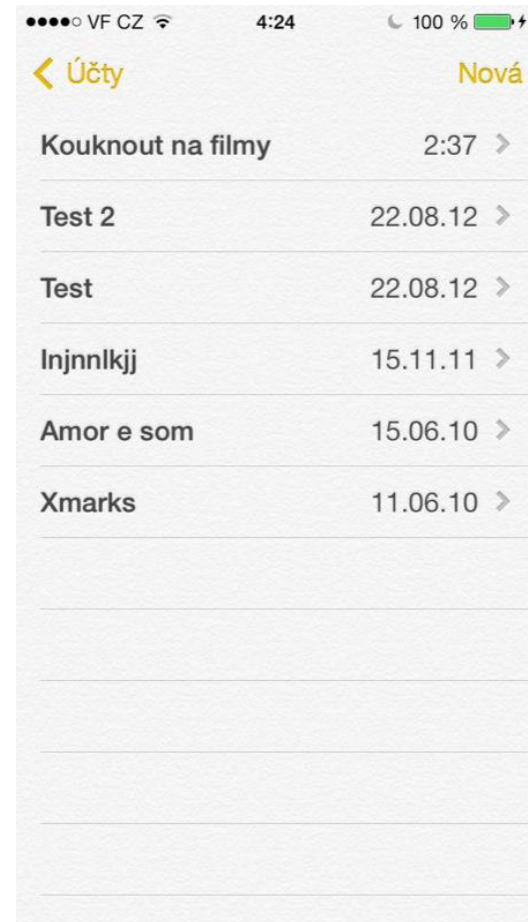 VF CZ 4:24 100 %
Účty Nová
Kouknout na filmy 2:37
Test 2 22.08.12
Test 22.08.12
Injnnlkjj 15.11.11
Amor e som 15.06.10
Xmarks 11.06.10